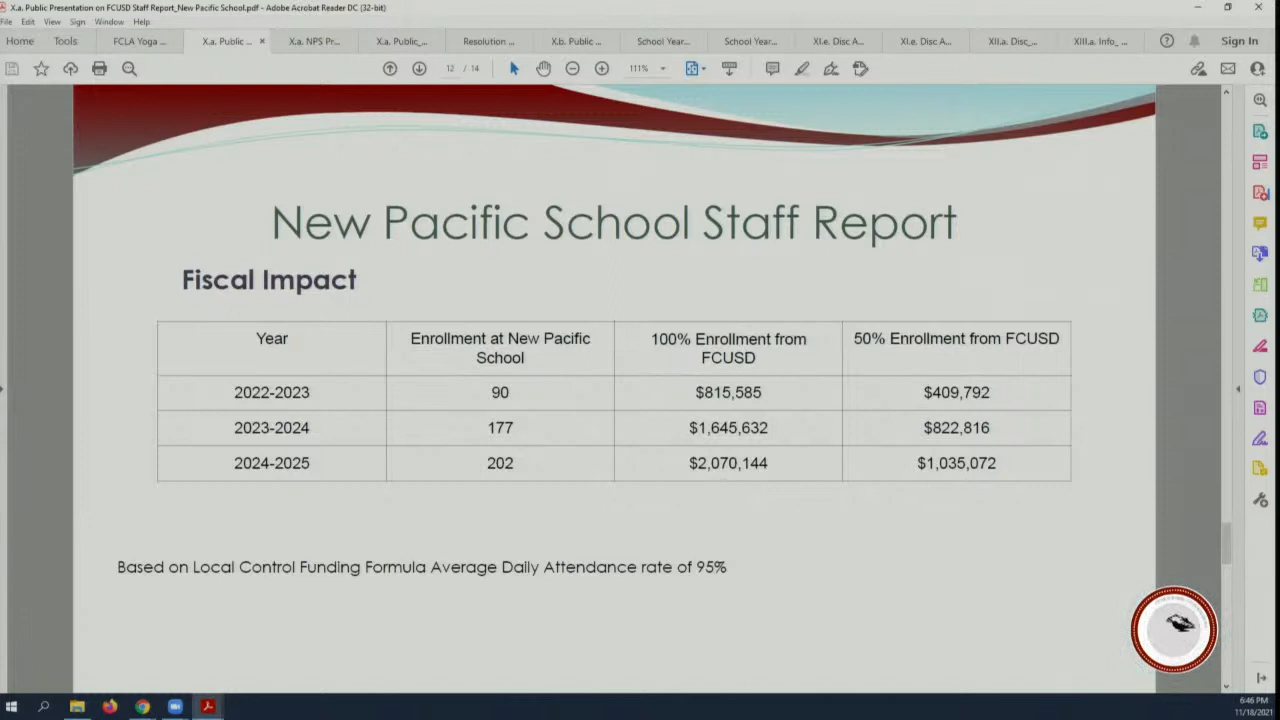 X.a. Public Presentation on FCUSD Staff Report_New Pacific School.pdf - Adobe Acrobat Reader DC (32-bit)
File Edit View Sign Window Help
Home Tools FCLA Yoga ... X.a. Public ... × X.a. NPS Pr... X.a. Public_... Resolution ... X.b. Public ... School Year... School Year... XI.e. Disc A... XI.e. Disc A... XII.a. Disc_... XIII.a. Info_ ... Sign In
12 / 14 111%
New Pacific School Staff Report
Fiscal Impact
Year Enrollment at New Pacific School 100% Enrollment from FCUSD 50% Enrollment from FCUSD
2022-2023 90 $815,585 $409,792
2023-2024 177 $1,645,632 $822,816
2024-2025 202 $2,070,144 $1,035,072
Based on Local Control Funding Formula Average Daily Attendance rate of 95%
6:46 PM
11/18/2021